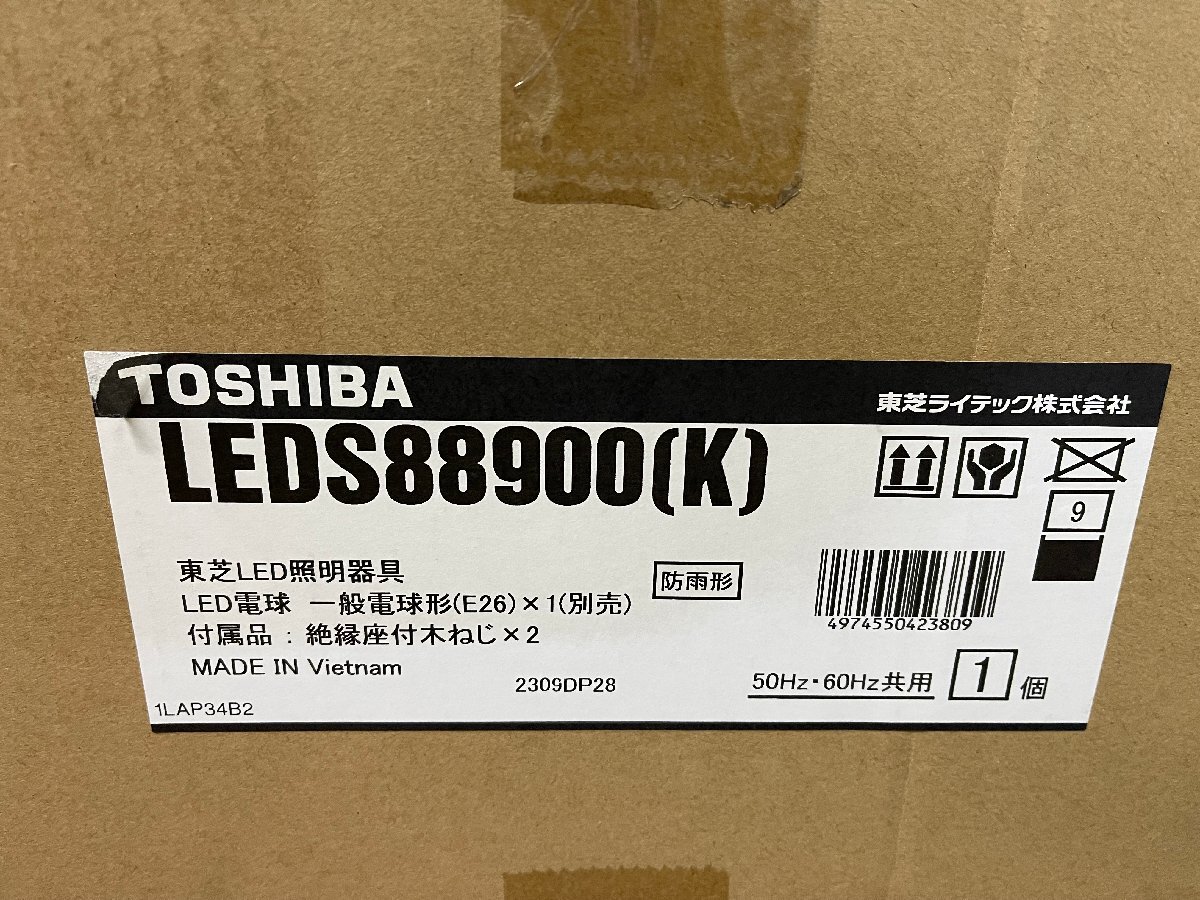 TOSHIBA
東芝ライテック株式会社
LEDS88900(K)
9
東芝LED照明器具
防雨形
LED電球 一般電球形(E26)×1(別売)
4974550423809
付属品：絶縁座付木ねじ×2
MADE IN Vietnam
2309DP28
50Hz・60Hz共用
1個
1LAP34B2